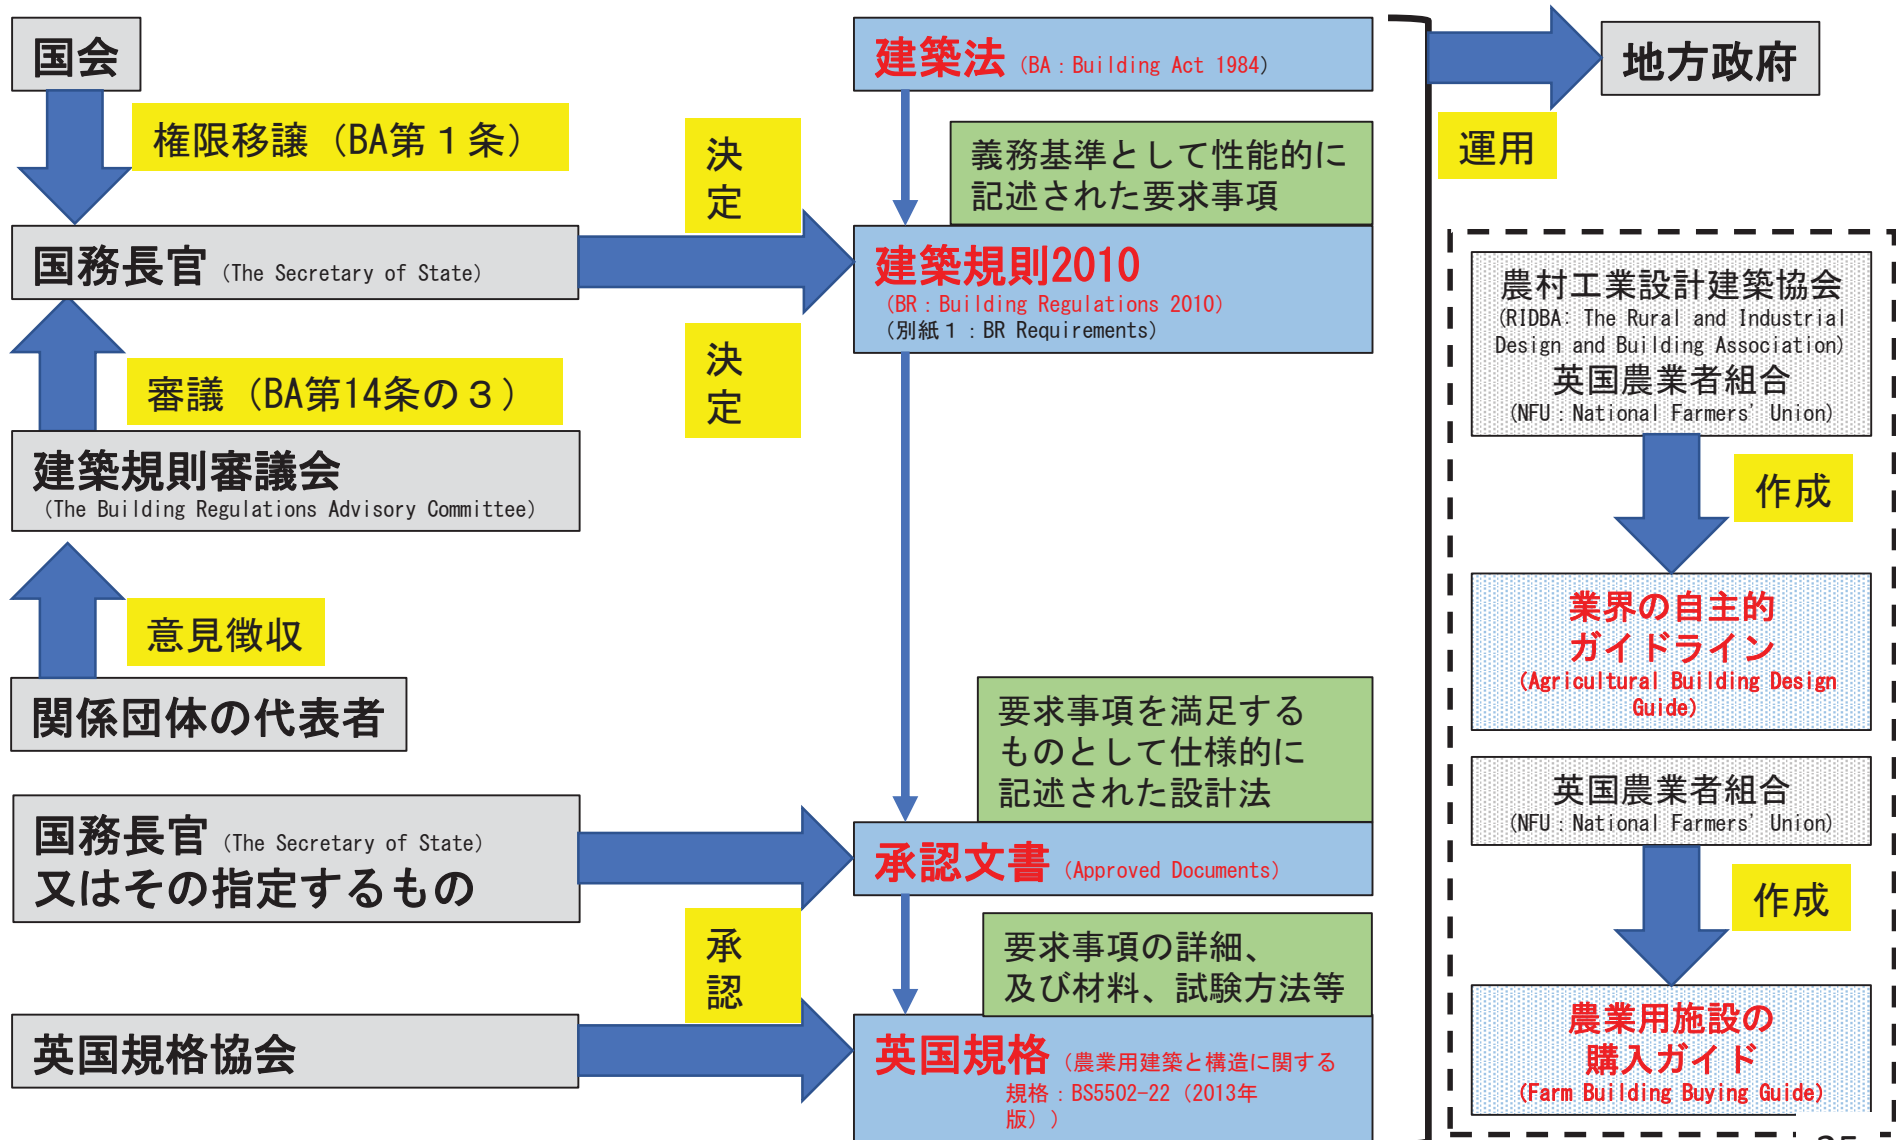 国会
権限移譲（BA第１条）
国務長官（The Secretary of State）
審議（BA第14条の３）
建築規則審議会
（The Building Regulations Advisory Committee）
意見徴収
関係団体の代表者
国務長官（The Secretary of State）
又はその指定するもの
英国規格協会
決
定
決
定
承
認
建築法（BA：Building Act 1984）
義務基準として性能的に
記述された要求事項
建築規則2010
（BR：Building Regulations 2010）
（別紙１：BR Requirements）
要求事項を満足する
ものとして仕様的に
記述された設計法
承認文書（Approved Documents）
要求事項の詳細、
及び材料、試験方法等
英国規格（農業用建築と構造に関する
規格：BS5502-22（2013年
版））
地方政府
運用
農村工業設計建築協会
（RIDBA: The Rural and Industrial
Design and Building Association）
英国農業者組合
（NFU：National Farmers' Union）
作成
業界の自主的
ガイドライン
（Agricultural Building Design
Guide）
英国農業者組合
（NFU：National Farmers' Union）
作成
農業用施設の
購入ガイド
（Farm Building Buying Guide）